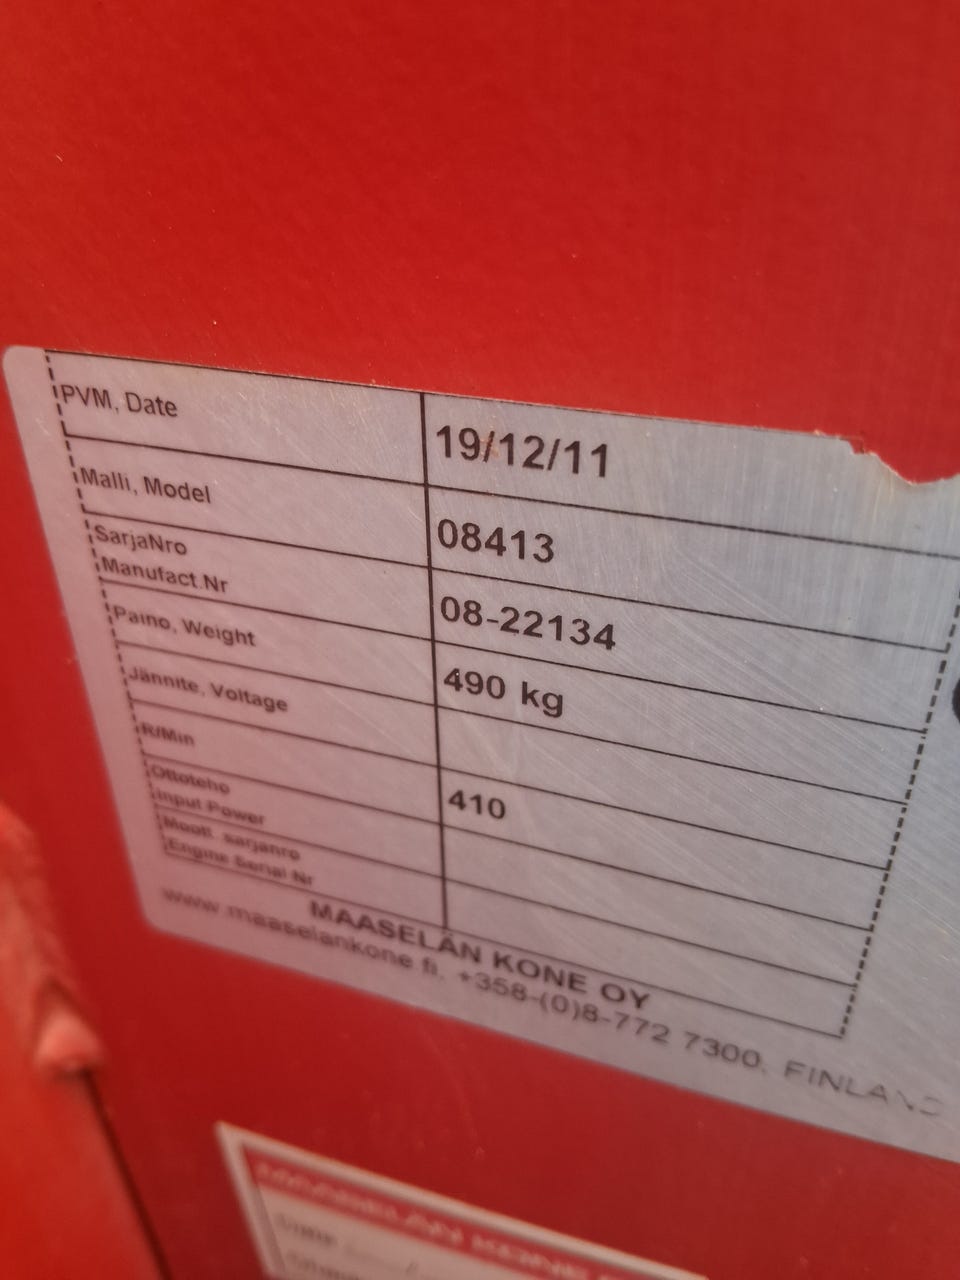 PVM, Date 19/12/11
Malli, Model 08413
SarjaNro
Manufact.Nr 08-22134
Paino, Weight 490 kg
Jännite, Voltage
R/Min 410
Ottoteho
Input Power
Moott. sarjanro
Engine Serial Nr
MAASELÄN KONE OY
www.maaselankone fi. +358-(0)8-772 7300. FINLAND
MAASELÄN KONE